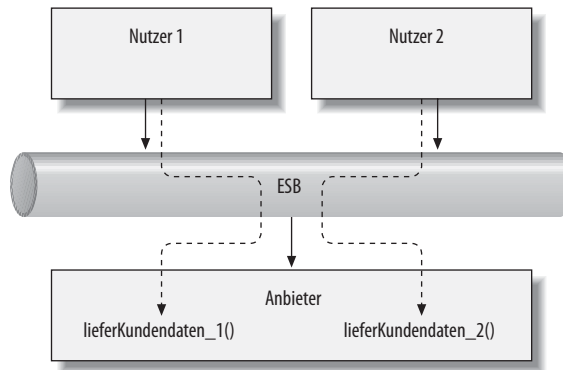 Nutzer 1
Nutzer 2
ESB
Anbieter
lieferKundendaten_1()
lieferKundendaten_2()